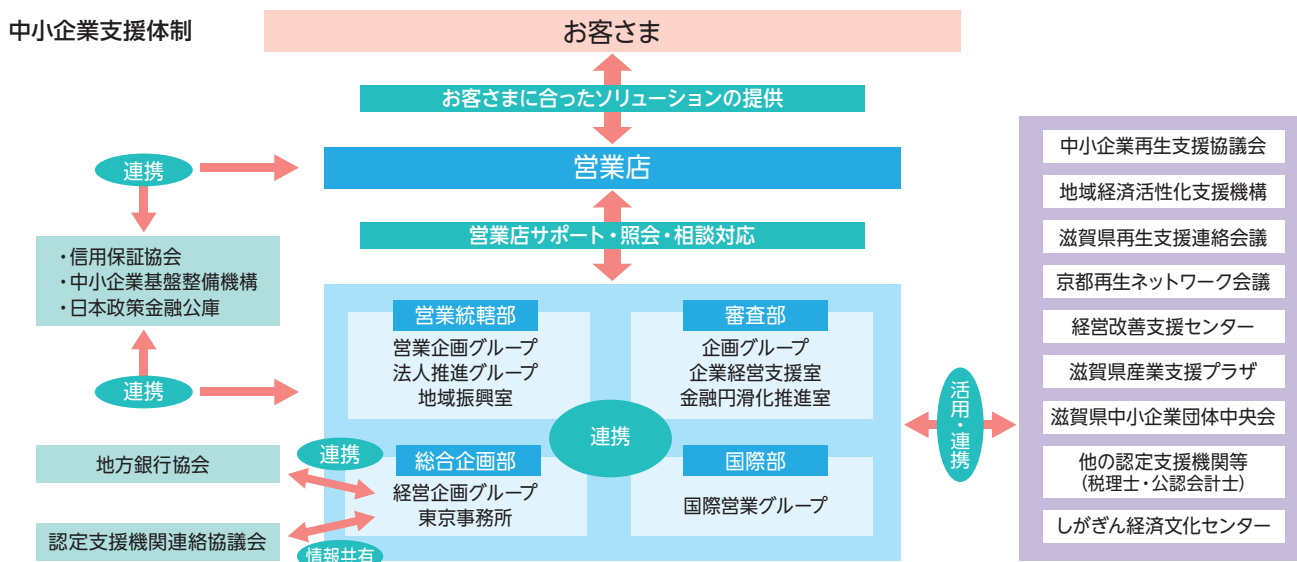 中小企業支援体制
お客さま
お客さまに合ったソリューションの提供
連携
営業店
営業店サポート・照会・相談対応
・信用保証協会
・中小企業基盤整備機構
・日本政策金融公庫
連携
営業統轄部
営業企画グループ
法人推進グループ
地域振興室
審査部
企画グループ
企業経営支援室
金融円滑化推進室
連携
地方銀行協会
連携
認定支援機関連絡協議会
情報共有
総合企画部
経営企画グループ
東京事務所
国際部
国際営業グループ
活用・連携
中小企業再生支援協議会
地域経済活性化支援機構
滋賀県再生支援連絡会議
京都再生ネットワーク会議
経営改善支援センター
滋賀県産業支援プラザ
滋賀県中小企業団体中央会
他の認定支援機関等
(税理士・公認会計士)
しがぎん経済文化センター